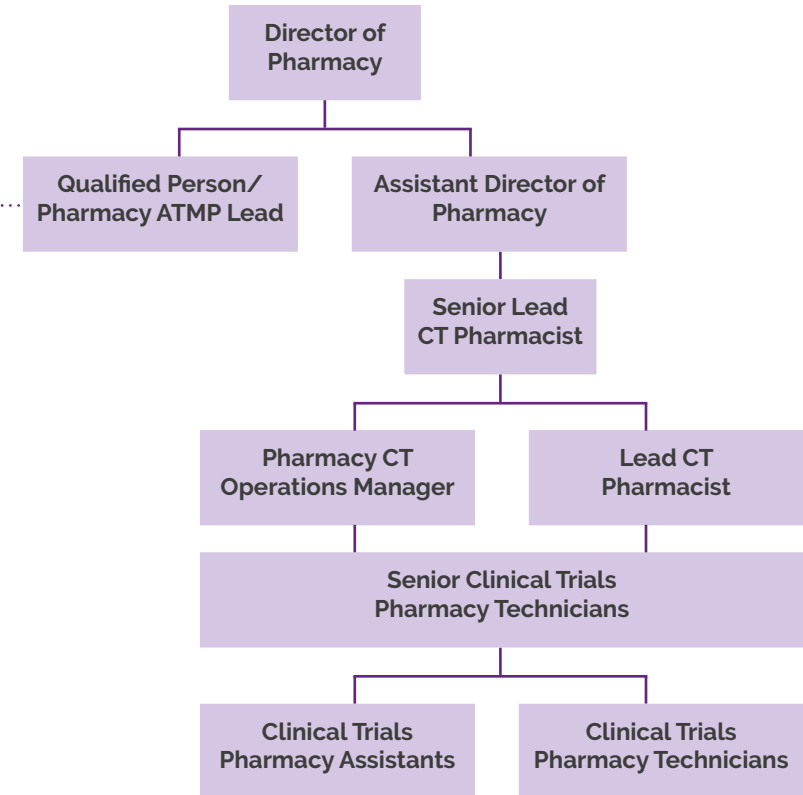 Director of
Pharmacy
Qualified Person/
Pharmacy ATMP Lead
Assistant Director of
Pharmacy
Senior Lead
CT Pharmacist
Pharmacy CT
Operations Manager
Lead CT
Pharmacist
Senior Clinical Trials
Pharmacy Technicians
Clinical Trials
Pharmacy Assistants
Clinical Trials
Pharmacy Technicians